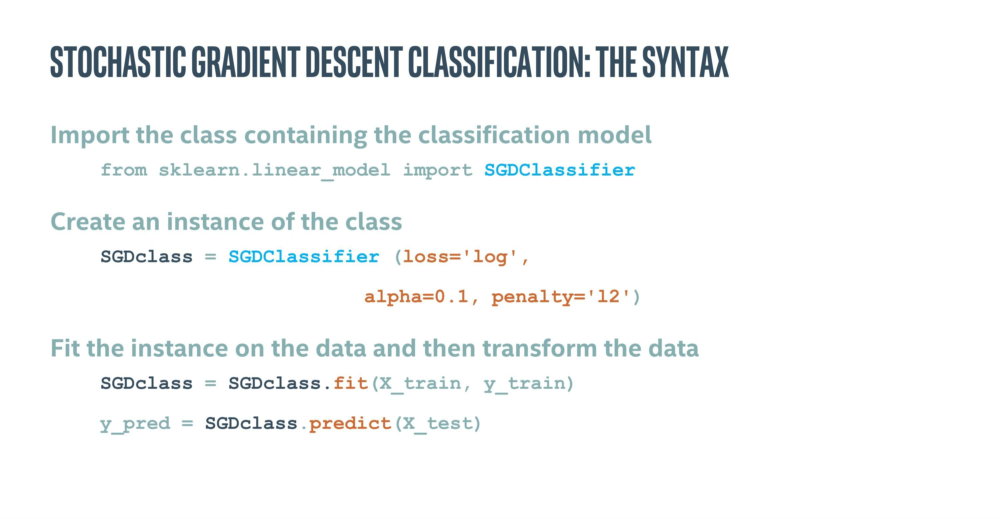 STOCHASTIC GRADIENT DESCENT CLASSIFICATION: THE SYNTAX
Import the class containing the classification model
from sklearn.linear_model import SGDClassifier
Create an instance of the class
SGDclass = SGDClassifier (loss='log',
alpha=0.1, penalty='l2')
Fit the instance on the data and then transform the data
SGDclass = SGDclass.fit(X_train, y_train)
y_pred = SGDclass.predict(X_test)